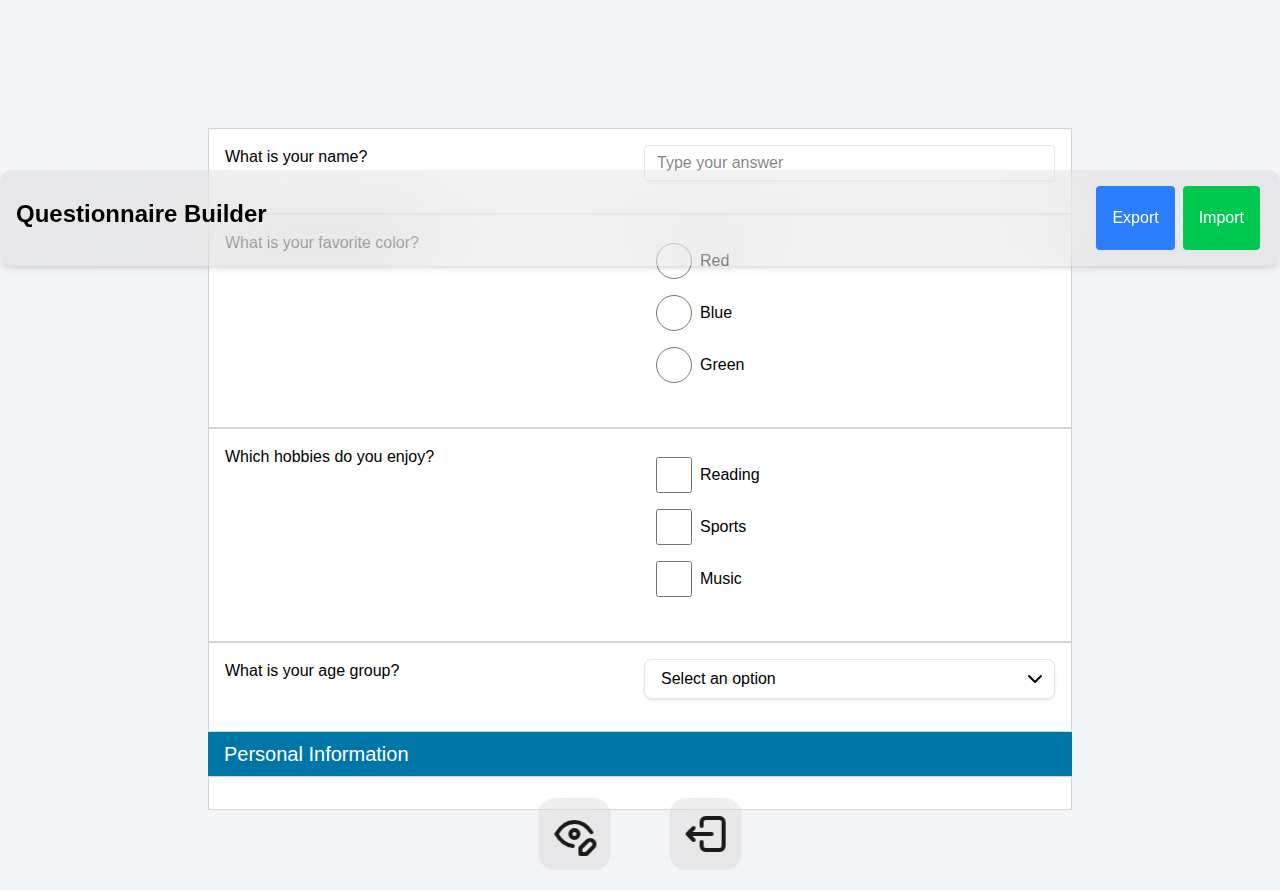 What is your name?
Type your answer
Questionnaire Builder
Export
Import
What is your favorite color?
Red
Blue
Green
Which hobbies do you enjoy?
Reading
Sports
Music
What is your age group?
Select an option
Personal Information